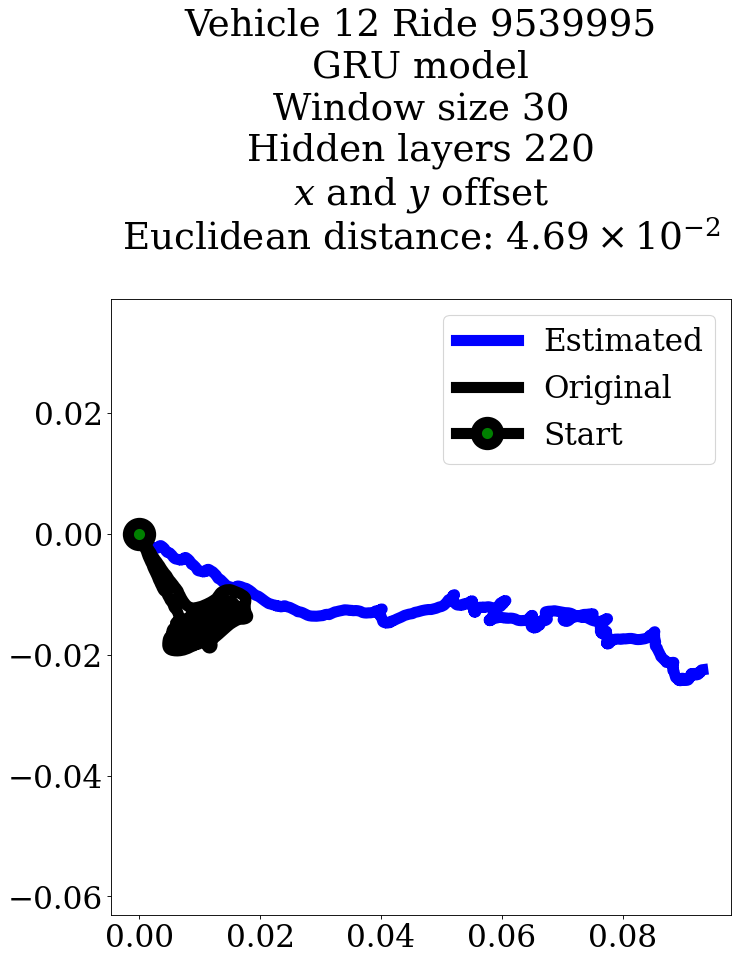 Vehicle 12 Ride 9539995
GRU model
Window size 30
Hidden layers 220
x and y offset
Euclidean distance: 4.69 × 10⁻²
Estimated
Original
Start
0.02
0.00
−0.02
−0.04
−0.06
0.00 0.02 0.04 0.06 0.08